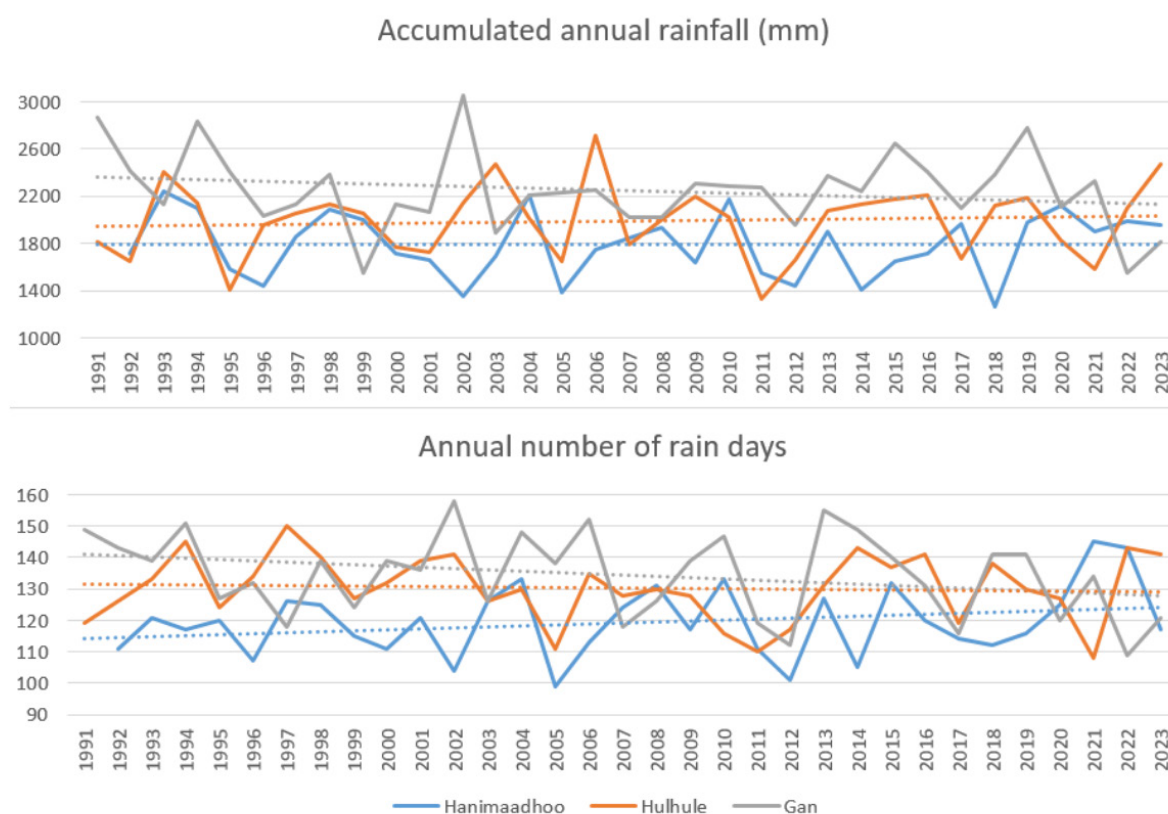 Accumulated annual rainfall (mm)
3000
2600
2200
1800
1400
1000
1991 1992 1993 1994 1995 1996 1997 1998 1999 2000 2001 2002 2003 2004 2005 2006 2007 2008 2009 2010 2011 2012 2013 2014 2015 2016 2017 2018 2019 2020 2021 2022 2023
Annual number of rain days
160
150
140
130
120
110
100
90
1991 1992 1993 1994 1995 1996 1997 1998 1999 2000 2001 2002 2003 2004 2005 2006 2007 2008 2009 2010 2011 2012 2013 2014 2015 2016 2017 2018 2019 2020 2021 2022 2023
Hanimaadhoo Hulhule Gan